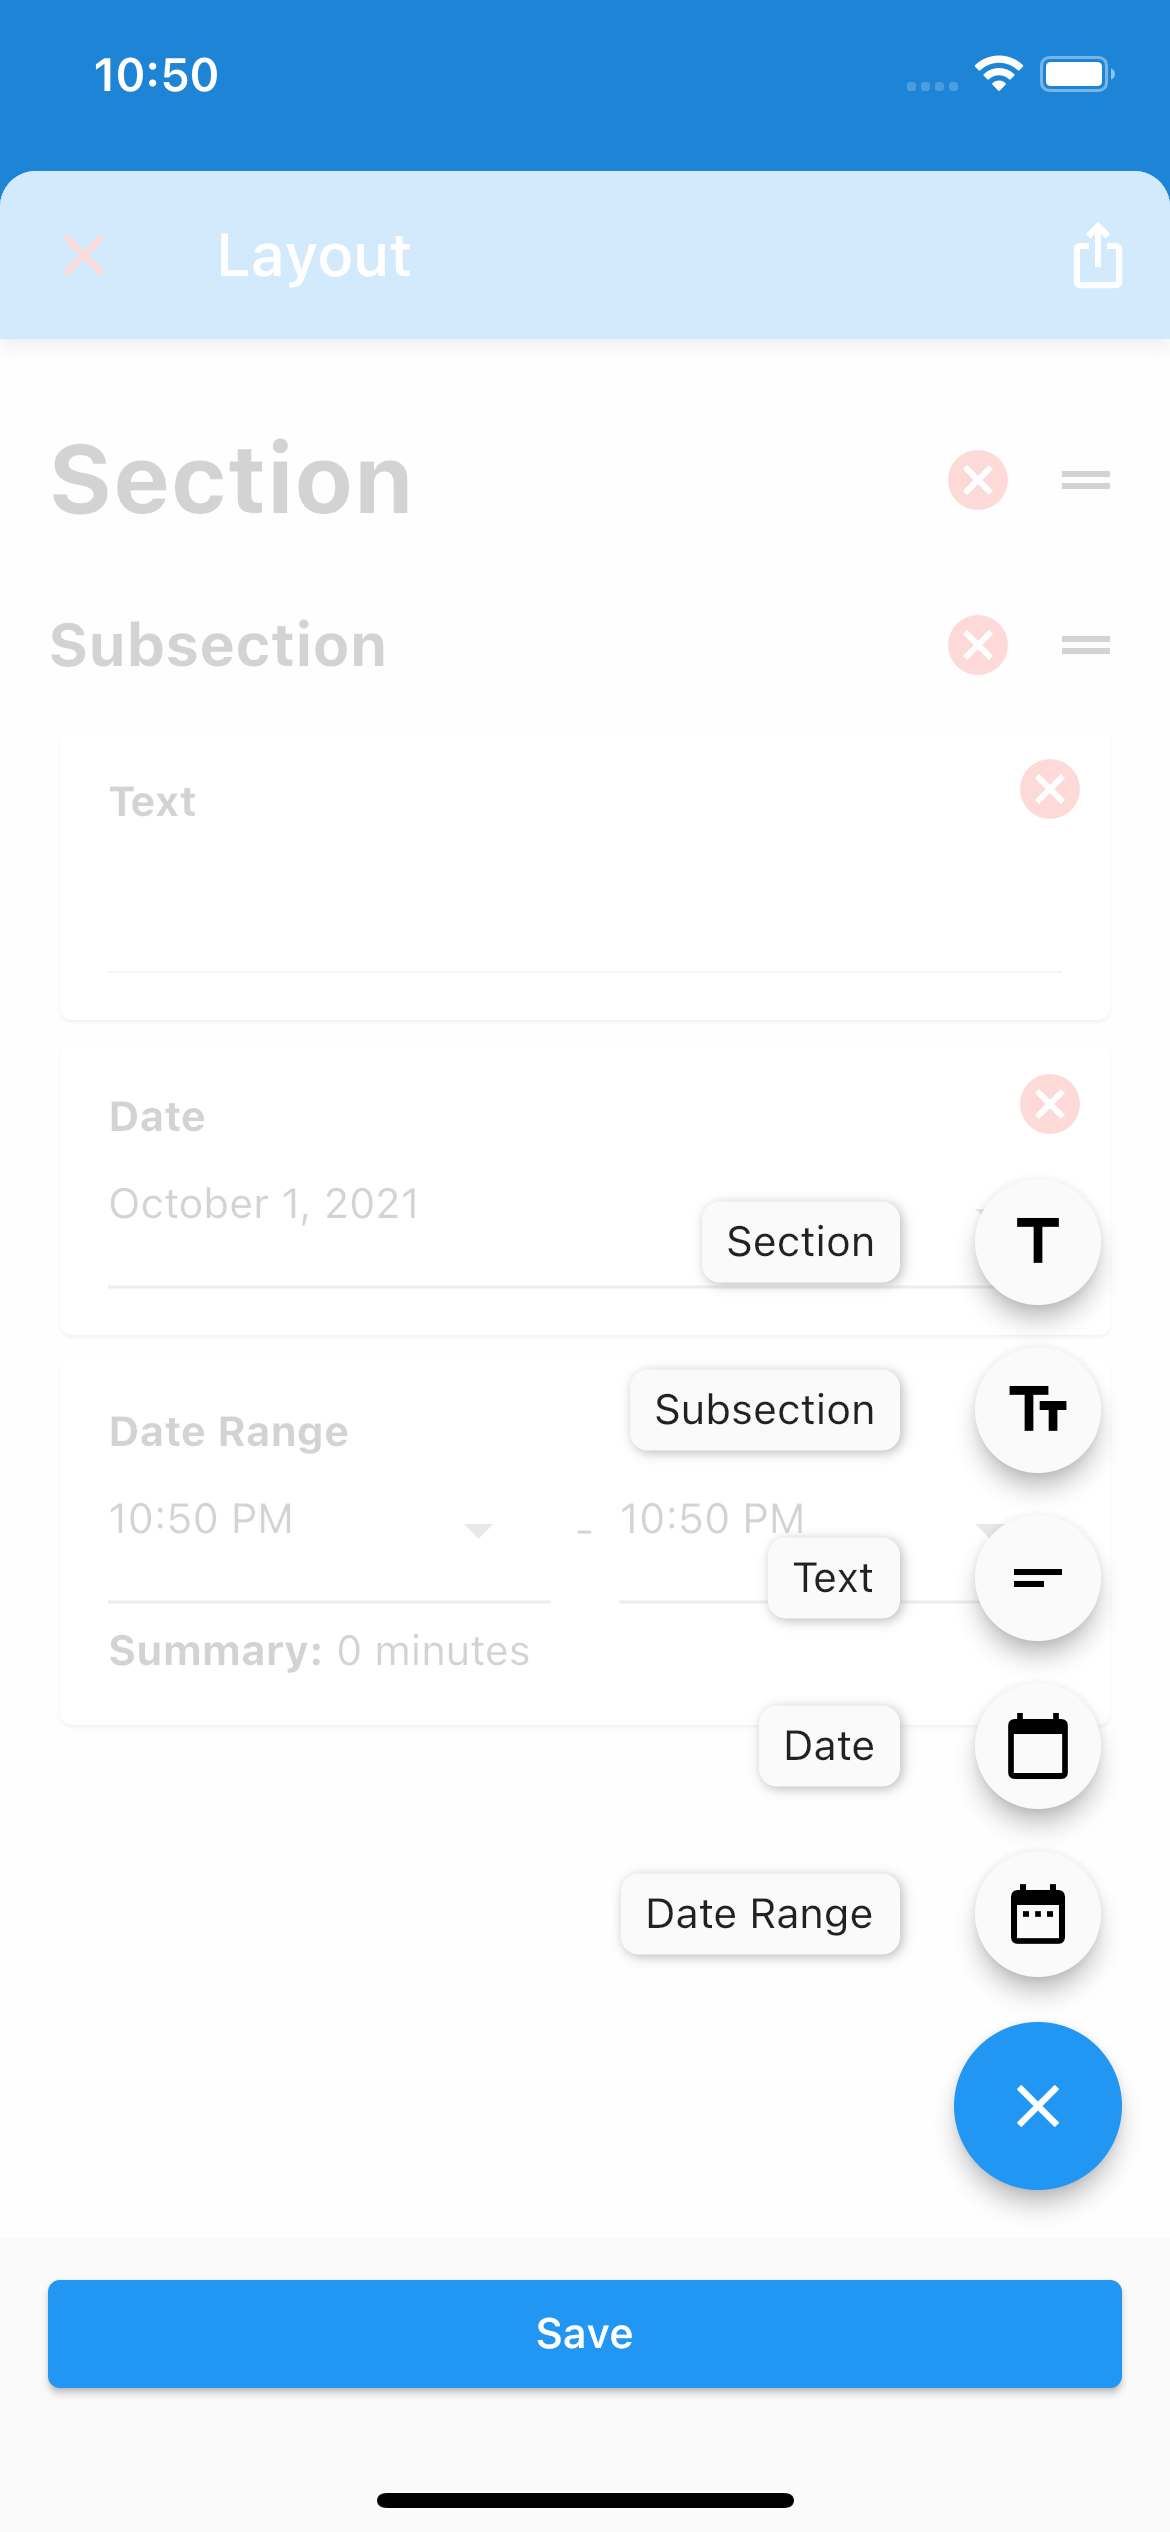 10:50
Layout
Section
Subsection
Text
Date
October 1, 2021
Section
Subsection
Date Range
10:50 PM - 10:50 PM
Text
Summary: 0 minutes
Date
Date Range
Save